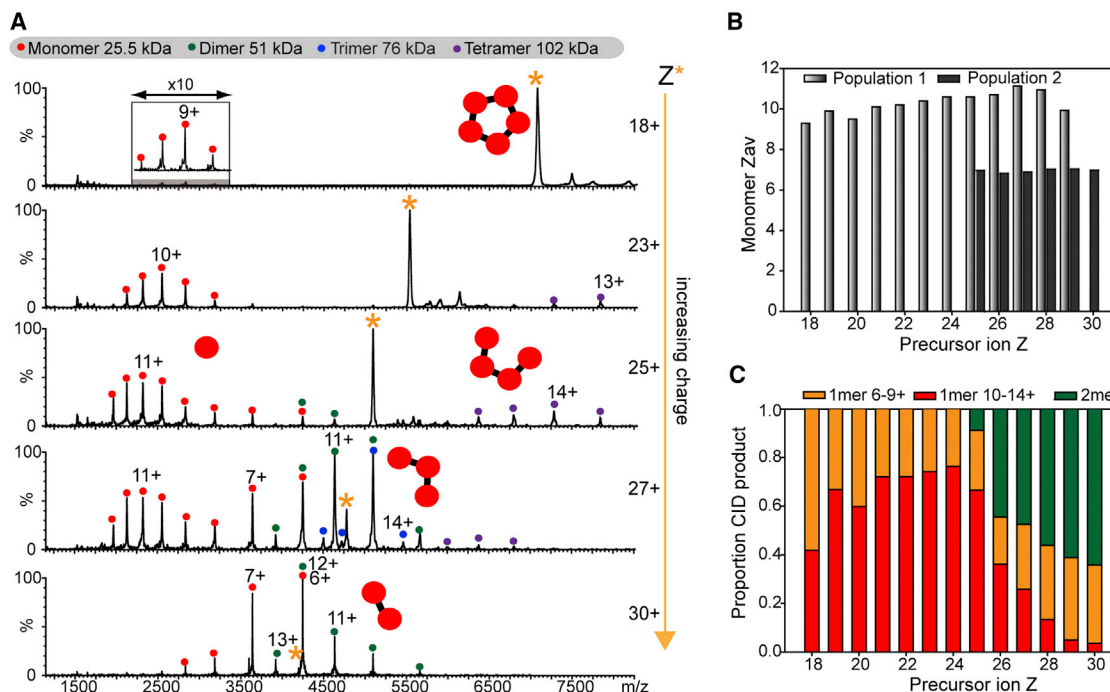 A
Monomer 25.5 kDa Dimer 51 kDa Trimer 76 kDa Tetramer 102 kDa
x10
9+
100
%
0
Z*
18+
100
%
0
10+
13+
23+
100
%
0
11+
14+
25+
100
%
0
11+
7+
11+
14+
27+
100
%
0
7+
12+
6+
13+
11+
30+
increasing charge
1500 2500 3500 4500 5500 6500 7500 m/z
B
Population 1 Population 2
12
10
8
6
4
2
0
Monomer Zav
18 20 22 24 26 28 30
Precursor ion Z
C
1mer 6-9+ 1mer 10-14+ 2me
1.0
0.8
0.6
0.4
0.2
0.0
Proportion CID product
18 20 22 24 26 28 30
Precursor ion Z